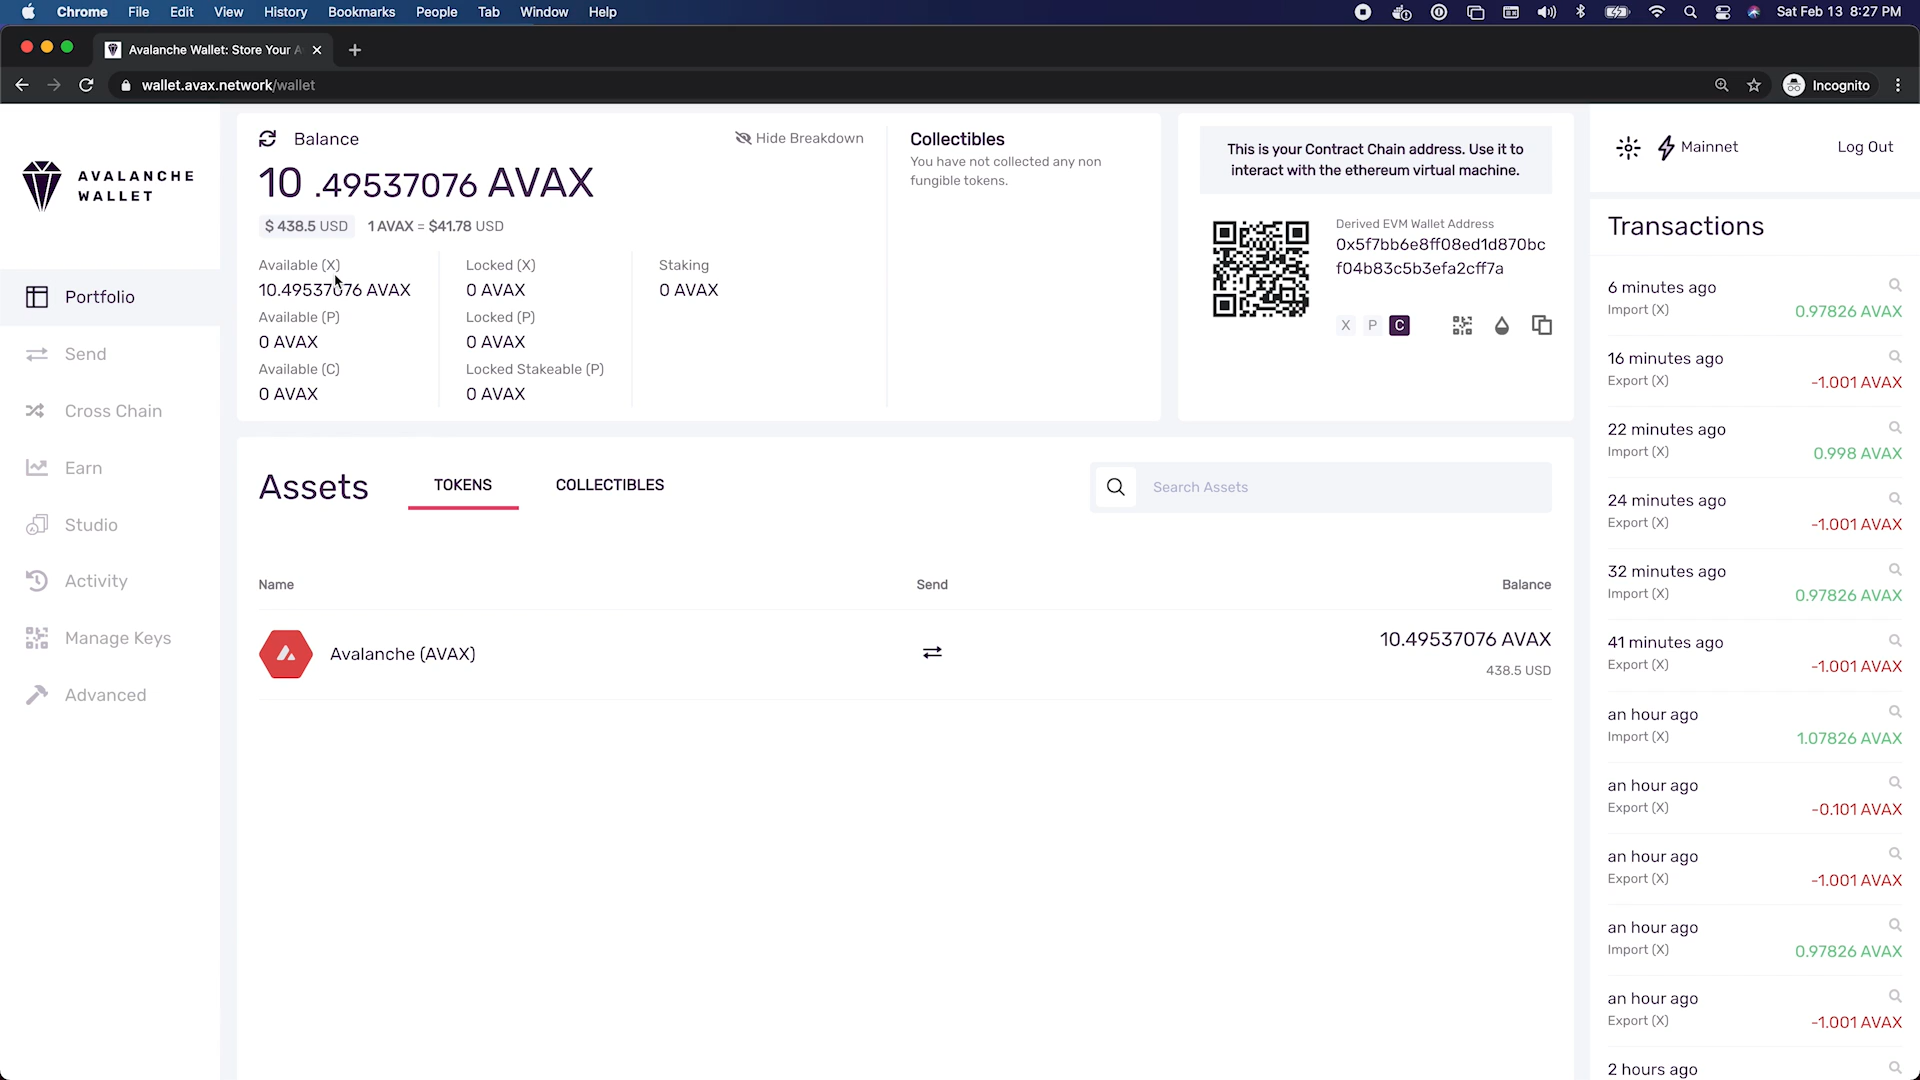 Chrome File Edit View History Bookmarks People Tab Window Help
Sat Feb 13 8:27 PM
Avalanche Wallet: Store Your A
wallet.avax.network/wallet
Incognito
AVALANCHE
WALLET
Portfolio
Send
Cross Chain
Earn
Studio
Activity
Manage Keys
Advanced
Balance
Hide Breakdown
10 .49537076 AVAX
$ 438.5 USD 1 AVAX = $41.78 USD
Available (X)
10.49537076 AVAX
Available (P)
0 AVAX
Available (C)
0 AVAX
Locked (X)
0 AVAX
Locked (P)
0 AVAX
Locked Stakeable (P)
0 AVAX
Staking
0 AVAX
Collectibles
You have not collected any non
fungible tokens.
This is your Contract Chain address. Use it to
interact with the ethereum virtual machine.
Derived EVM Wallet Address
0x5f7bb6e8ff08ed1d870bc
f04b83c5b3efa2cff7a
X P C
Assets
TOKENS
COLLECTIBLES
Search Assets
Name Send Balance
Avalanche (AVAX)
10.49537076 AVAX
438.5 USD
Mainnet
Log Out
Transactions
6 minutes ago
Import (X) 0.97826 AVAX
16 minutes ago
Export (X) -1.001 AVAX
22 minutes ago
Import (X) 0.998 AVAX
24 minutes ago
Export (X) -1.001 AVAX
32 minutes ago
Import (X) 0.97826 AVAX
41 minutes ago
Export (X) -1.001 AVAX
an hour ago
Import (X) 1.07826 AVAX
an hour ago
Export (X) -0.101 AVAX
an hour ago
Export (X) -1.001 AVAX
an hour ago
Import (X) 0.97826 AVAX
an hour ago
Export (X) -1.001 AVAX
2 hours ago